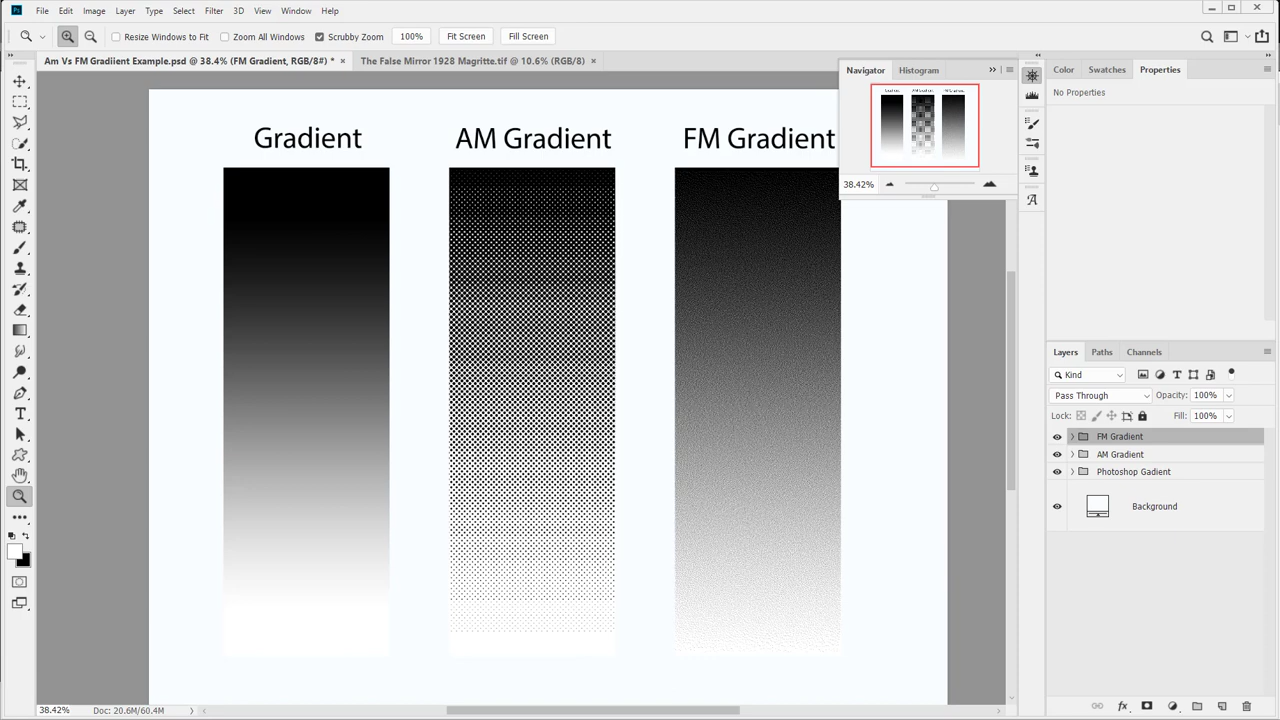 Ps File Edit Image Layer Type Select Filter 3D View Window Help
Resize Windows to Fit Zoom All Windows Scrubby Zoom 100% Fit Screen Fill Screen
Am Vs FM Gradiient Example.psd @ 38.4% (FM Gradient, RGB/8#) * × The False Mirror 1928 Magritte.tif @ 10.6% (RGB/8) ×
Navigator Histogram
38.42%
Color Swatches Properties
No Properties
Gradient AM Gradient FM Gradient
Layers Paths Channels
Kind
Pass Through Opacity: 100%
Lock: Fill: 100%
FM Gradient
AM Gradient
Photoshop Gadient
Background
38.42% Doc: 20.6M/60.4M